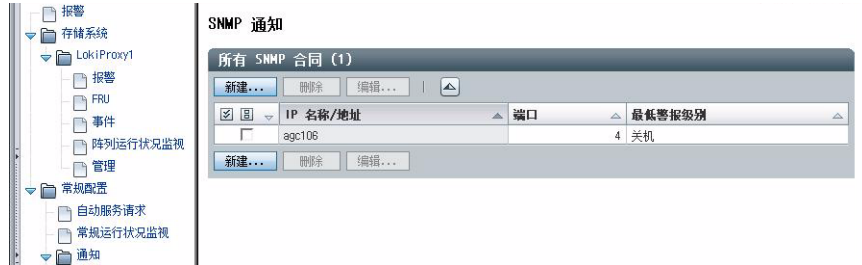 报警
存储系统
LokiProxy1
报警
FRU
事件
阵列运行状况监视
管理
常规配置
自动服务请求
常规运行状况监视
通知
SNMP 通知
所有 SNMP 合同 (1)
新建... 删除 编辑...
IP 名称/地址 端口 最低警报级别
agc106 4 关机
新建... 删除 编辑...